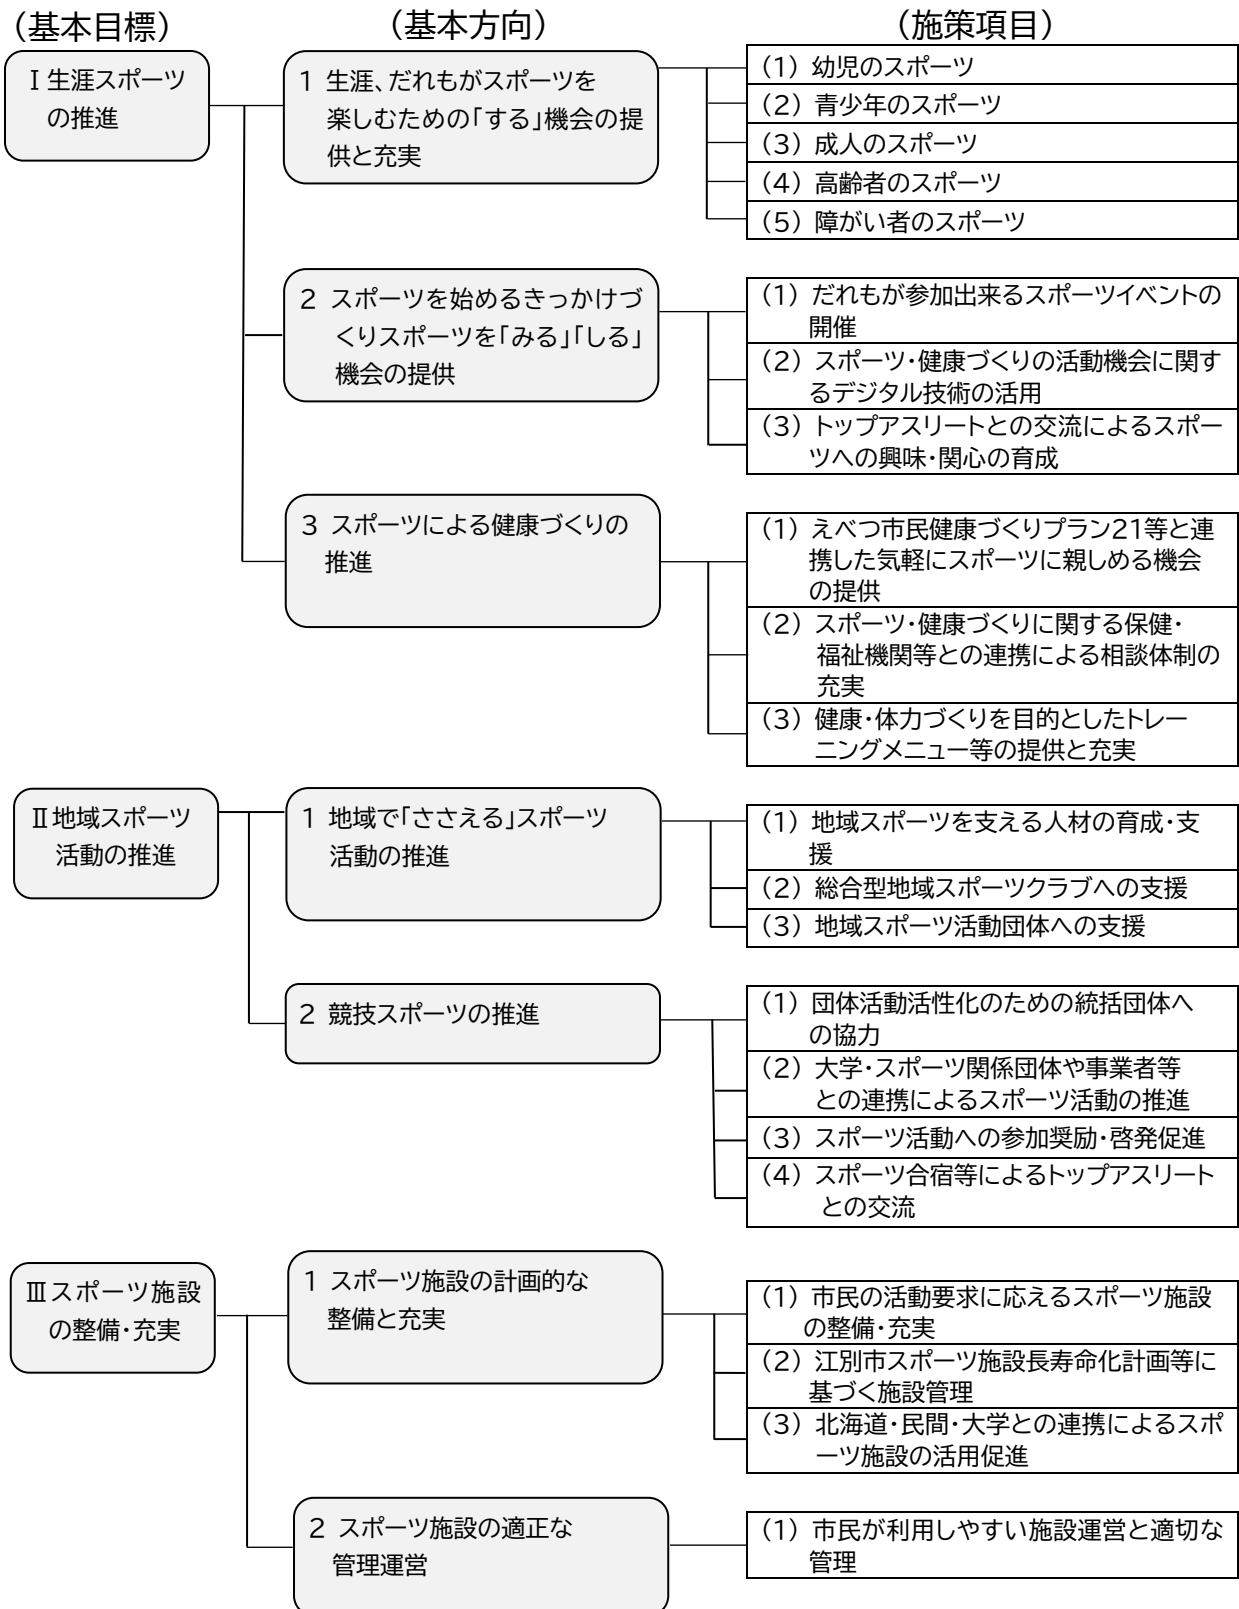 (基本目標)
(基本方向)
(施策項目)
Ⅰ生涯スポーツ
の推進
1 生涯、だれもがスポーツを
楽しむための「する」機会の提
供と充実
(1) 幼児のスポーツ
(2) 青少年のスポーツ
(3) 成人のスポーツ
(4) 高齢者のスポーツ
(5) 障がい者のスポーツ
2 スポーツを始めるきっかけづ
くりスポーツを「みる」「しる」
機会の提供
(1) だれもが参加出来るスポーツイベントの
開催
(2) スポーツ・健康づくりの活動機会に関す
るデジタル技術の活用
(3) トップアスリートとの交流によるスポー
ツへの興味・関心の育成
3 スポーツによる健康づくりの
推進
(1) えべつ市民健康づくりプラン21等と連
携した気軽にスポーツに親しめる機会
の提供
(2) スポーツ・健康づくりに関する保健・
福祉機関等との連携による相談体制の
充実
(3) 健康・体力づくりを目的としたトレー
ニングメニュー等の提供と充実
Ⅱ地域スポーツ
活動の推進
1 地域で「ささえる」スポーツ
活動の推進
(1) 地域スポーツを支える人材の育成・支
援
(2) 総合型地域スポーツクラブへの支援
(3) 地域スポーツ活動団体への支援
2 競技スポーツの推進
(1) 団体活動活性化のための統括団体へ
の協力
(2) 大学・スポーツ関係団体や事業者等
との連携によるスポーツ活動の推進
(3) スポーツ活動への参加奨励・啓発促進
(4) スポーツ合宿等によるトップアスリート
との交流
Ⅲスポーツ施設
の整備・充実
1 スポーツ施設の計画的な
整備と充実
(1) 市民の活動要求に応えるスポーツ施設
の整備・充実
(2) 江別市スポーツ施設長寿命化計画等に
基づく施設管理
(3) 北海道・民間・大学との連携によるスポ
ーツ施設の活用促進
2 スポーツ施設の適正な
管理運営
(1) 市民が利用しやすい施設運営と適切な
管理